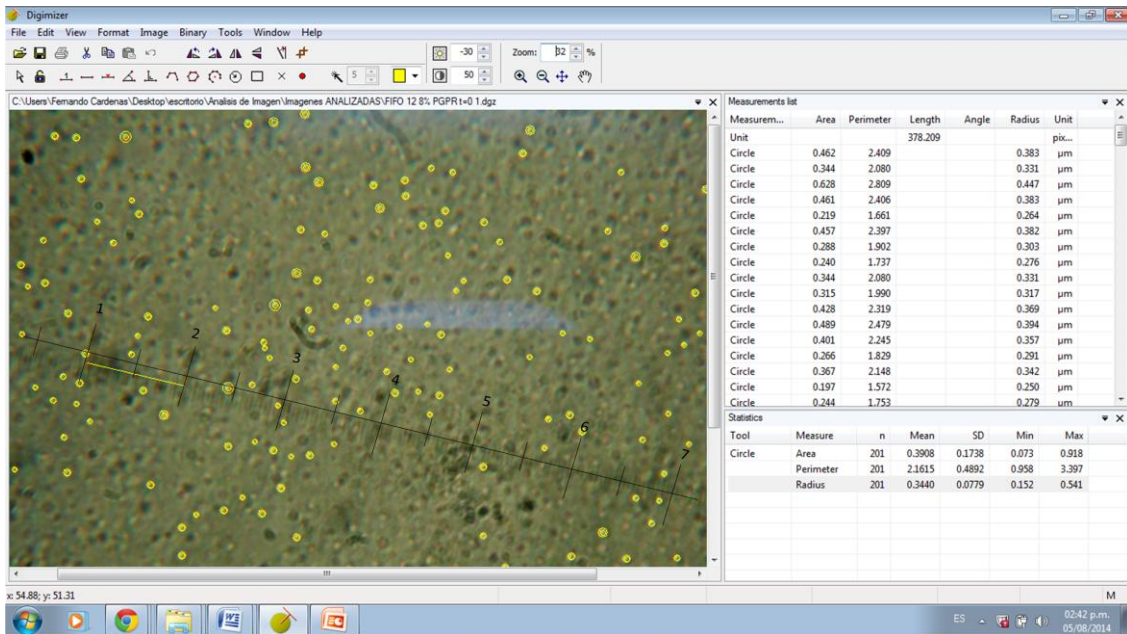 Digimizer
File Edit View Format Image Binary Tools Window Help
-30 Zoom: 32 %
5 50
C:\Users\Fernando Cardenas\Desktop\escritorio\Analisis de Imagen\Imagenes ANALIZADAS\FIFO 12 8% PGPR t=0 1.dgz
1
2
3
4
5
6
7
Measurements list
Measurem... Area Perimeter Length Angle Radius Unit
Unit 378.209 pix...
Circle 0.462 2.409 0.383 µm
Circle 0.344 2.080 0.331 µm
Circle 0.628 2.809 0.447 µm
Circle 0.461 2.406 0.383 µm
Circle 0.219 1.661 0.264 µm
Circle 0.457 2.397 0.382 µm
Circle 0.288 1.902 0.303 µm
Circle 0.240 1.737 0.276 µm
Circle 0.344 2.080 0.331 µm
Circle 0.315 1.990 0.317 µm
Circle 0.428 2.319 0.369 µm
Circle 0.489 2.479 0.394 µm
Circle 0.401 2.245 0.357 µm
Circle 0.266 1.829 0.291 µm
Circle 0.367 2.148 0.342 µm
Circle 0.197 1.572 0.250 µm
Circle 0.244 1.753 0.279 µm
Statistics
Tool Measure n Mean SD Min Max
Circle Area 201 0.3908 0.1738 0.073 0.918
Perimeter 201 2.1615 0.4892 0.958 3.397
Radius 201 0.3440 0.0779 0.152 0.541
x: 54.88; y: 51.31 M
ES 02:42 p.m.
05/08/2014